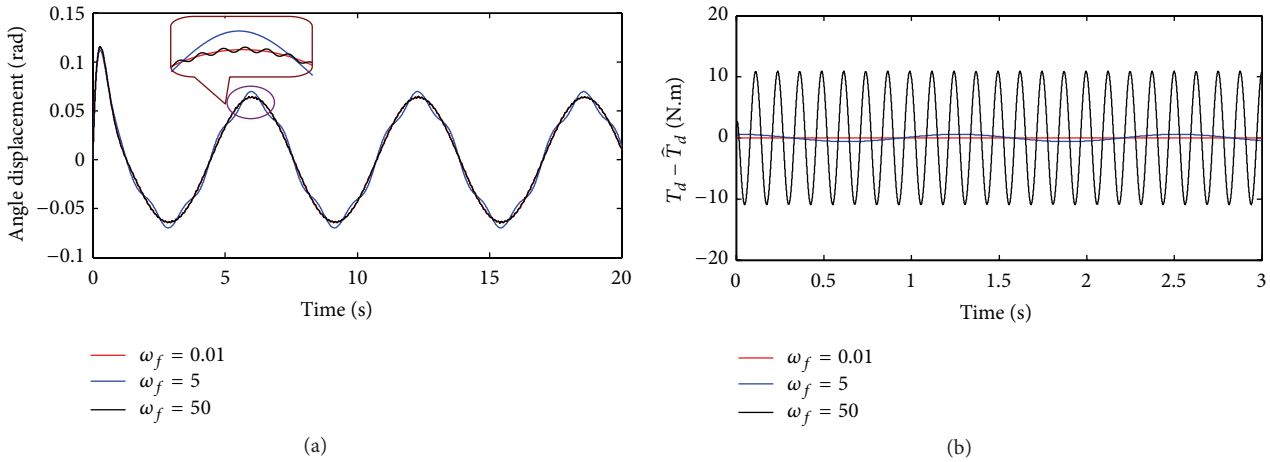 0.15
0.1
0.05
0
−0.05
−0.1
Angle displacement (rad)
0 5 10 15 20
Time (s)
ω_f = 0.01
ω_f = 5
ω_f = 50
(a)
20
10
0
−10
−20
T_d − T̂_d (N.m)
0 0.5 1 1.5 2 2.5 3
Time (s)
ω_f = 0.01
ω_f = 5
ω_f = 50
(b)